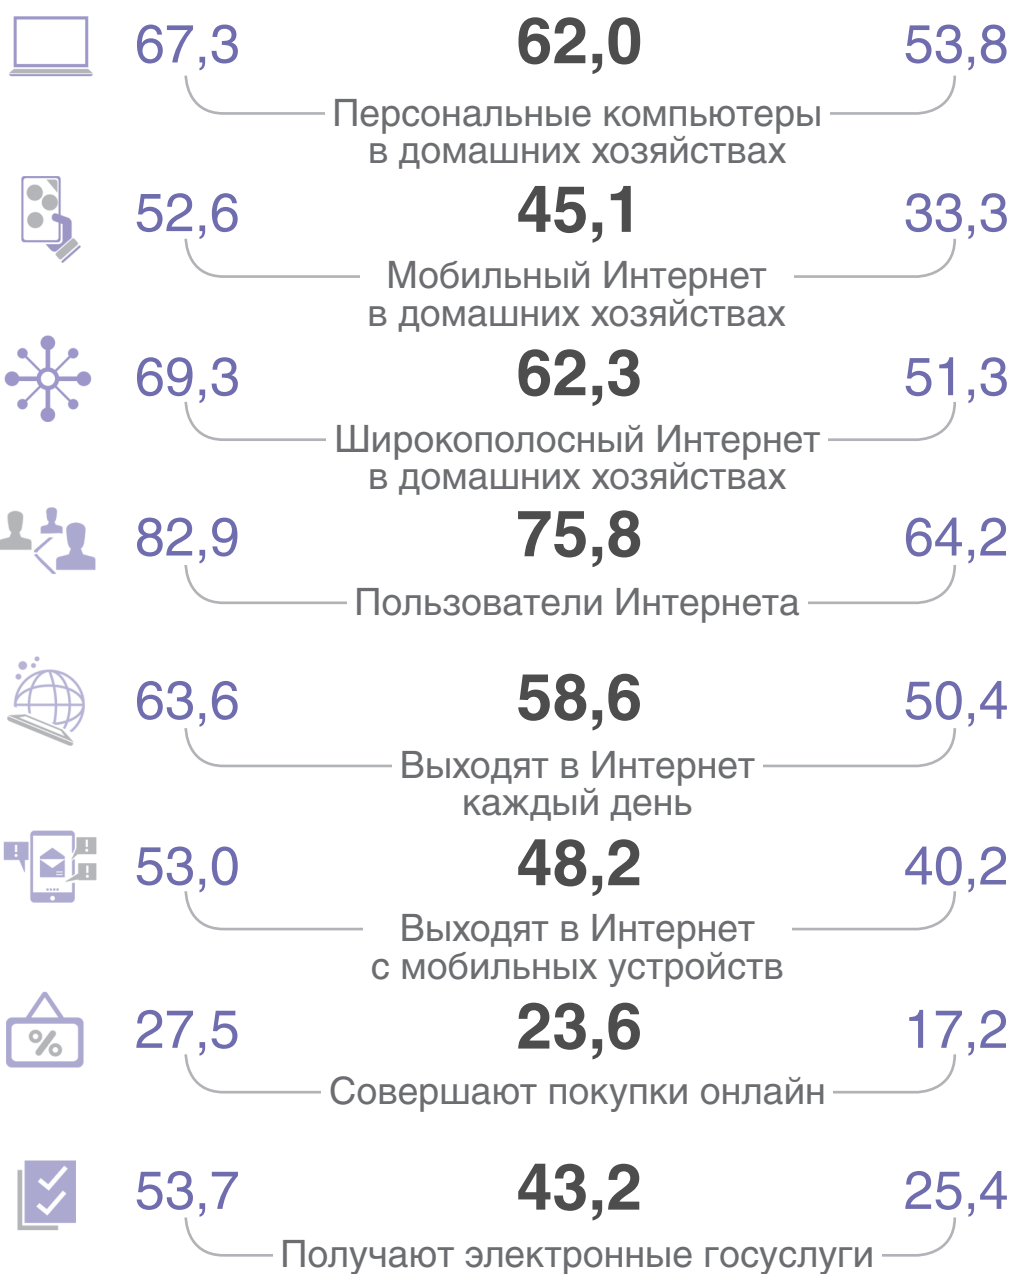 67,3 62,0 53,8
Персональные компьютеры
в домашних хозяйствах
52,6 45,1 33,3
Мобильный Интернет
в домашних хозяйствах
69,3 62,3 51,3
Широкополосный Интернет
в домашних хозяйствах
82,9 75,8 64,2
Пользователи Интернета
63,6 58,6 50,4
Выходят в Интернет
каждый день
53,0 48,2 40,2
Выходят в Интернет
с мобильных устройств
%
27,5 23,6 17,2
Совершают покупки онлайн
53,7 43,2 25,4
Получают электронные госуслуги